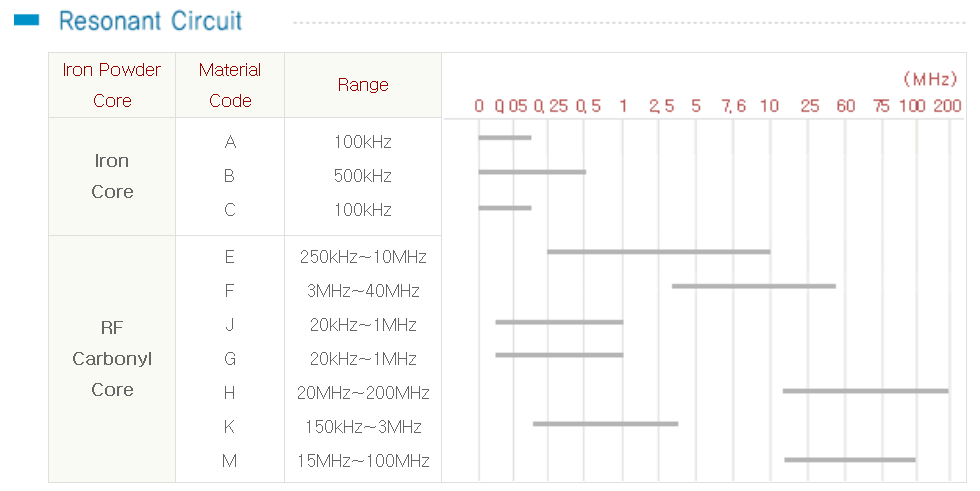 Resonant Circuit
Iron Powder Core Material Code Range
(MHz)
0 0,05 0,25 0,5 1 2,5 5 7,6 10 25 60 75 100 200
Iron Core
A 100kHz
B 500kHz
C 100kHz
RF Carbonyl Core
E 250kHz~10MHz
F 3MHz~40MHz
J 20kHz~1MHz
G 20kHz~1MHz
H 20MHz~200MHz
K 150kHz~3MHz
M 15MHz~100MHz